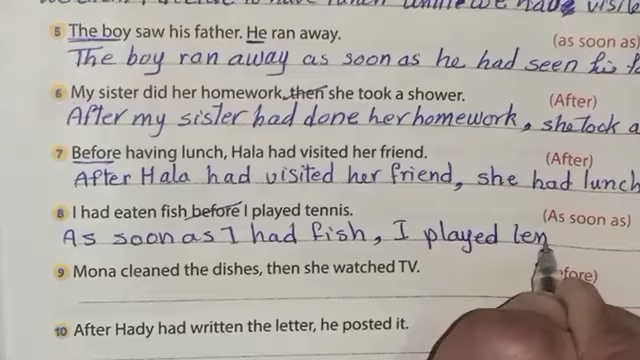 5 The boy saw his father. He ran away. (as soon as)
The boy ran away as soon as he had seen his
6 My sister did her homework, then she took a shower. (After)
After my sister had done her homework, she took a
7 Before having lunch, Hala had visited her friend. (After)
After Hala had visited her friend, she had lunch
8 I had eaten fish before I played tennis. (As soon as)
As soon as I had fish, I played ten
9 Mona cleaned the dishes, then she watched TV. efore)
10 After Hady had written the letter, he posted it.